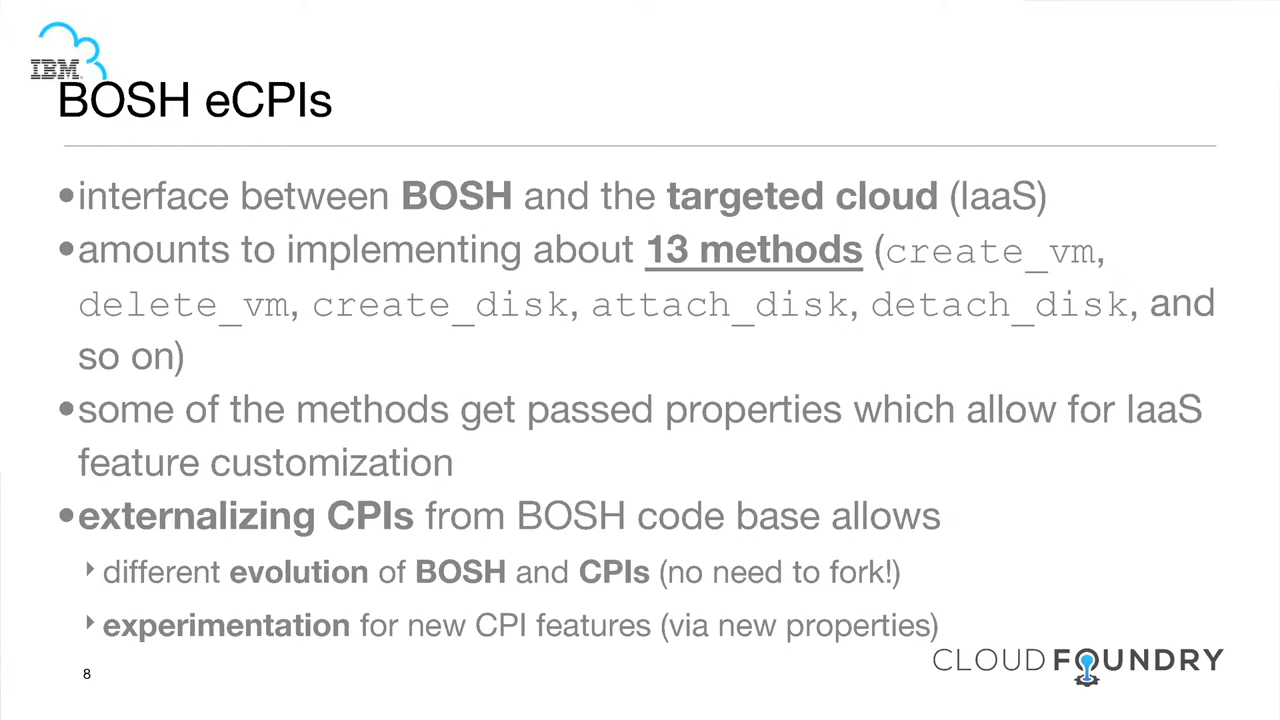 IBM
BOSH eCPIs
•interface between BOSH and the targeted cloud (IaaS)
•amounts to implementing about 13 methods (create_vm,
delete_vm, create_disk, attach_disk, detach_disk, and
so on)
•some of the methods get passed properties which allow for IaaS
feature customization
•externalizing CPIs from BOSH code base allows
‣different evolution of BOSH and CPIs (no need to fork!)
‣experimentation for new CPI features (via new properties)
CLOUD FOUNDRY
8